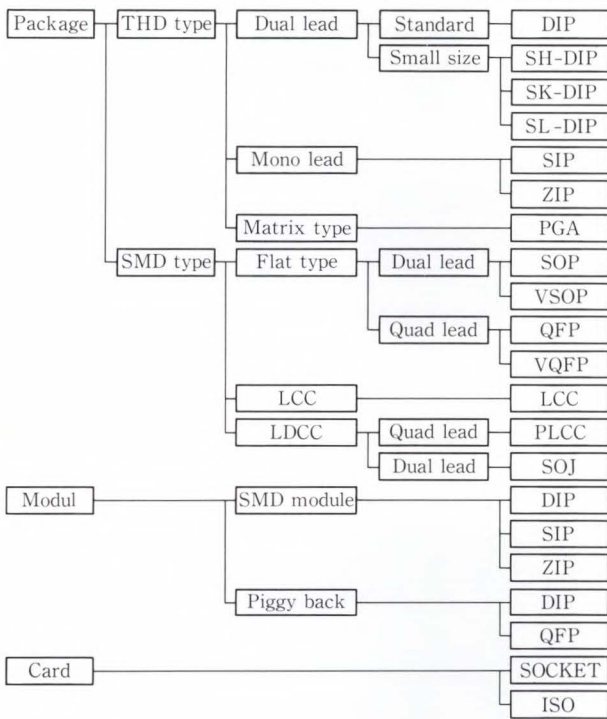 Package THD type Dual lead Standard DIP
Small size SH-DIP
SK-DIP
SL-DIP
Mono lead SIP
ZIP
Matrix type PGA
SMD type Flat type Dual lead SOP
VSOP
Quad lead QFP
VQFP
LCC LCC
LDCC Quad lead PLCC
Dual lead SOJ
Modul SMD module DIP
SIP
ZIP
Piggy back DIP
QFP
Card SOCKET
ISO